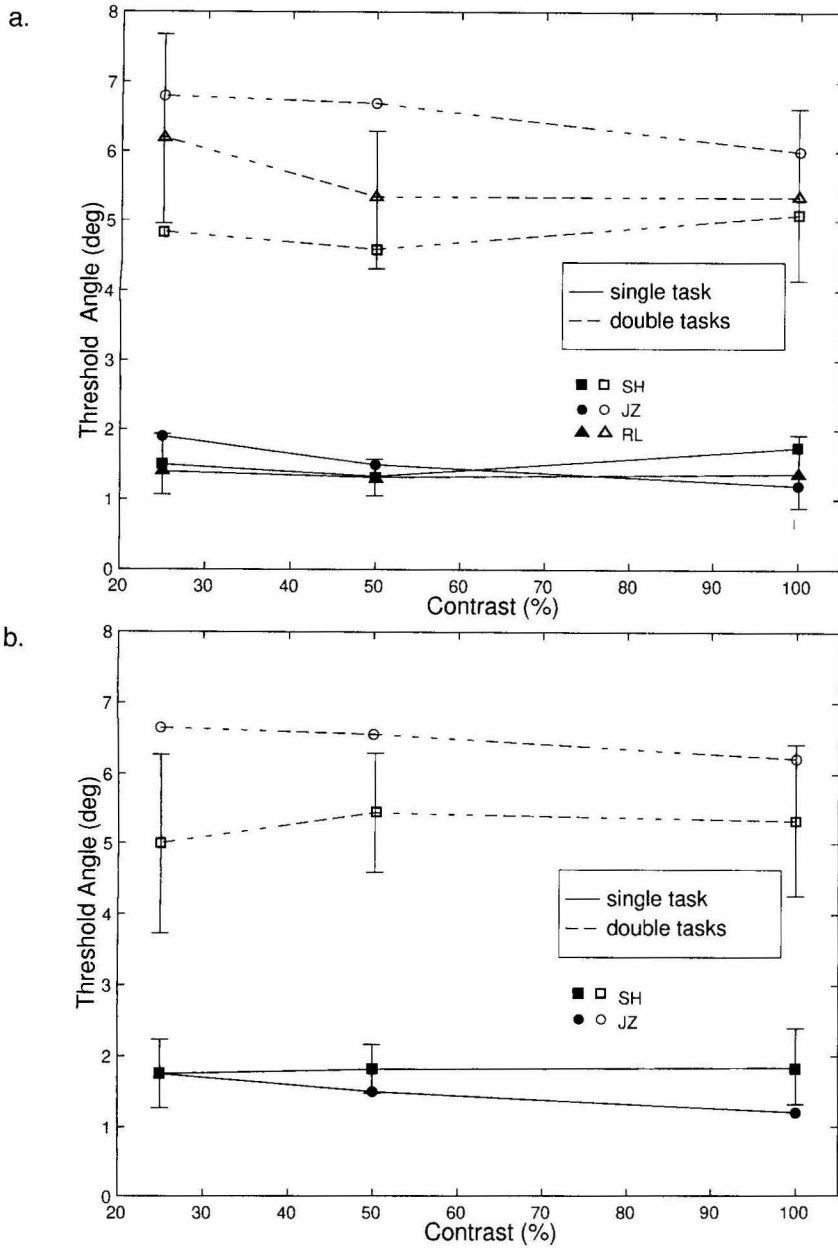 a.
8
7
6
5
4
3
2
1
0
Threshold Angle (deg)
single task
double tasks
SH
JZ
RL
20 30 40 50 60 70 80 90 100
Contrast (%)
b.
8
7
6
5
4
3
2
1
0
Threshold Angle (deg)
single task
double tasks
SH
JZ
20 30 40 50 60 70 80 90 100
Contrast (%)